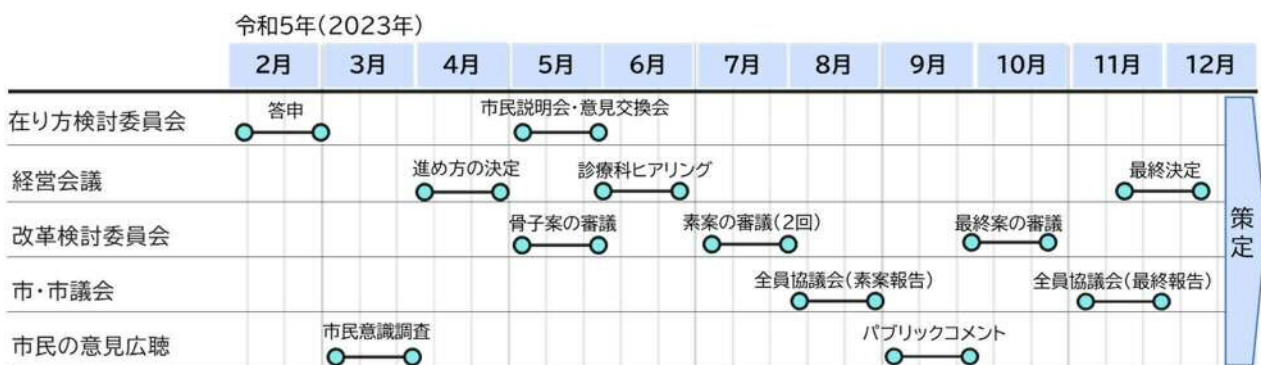 令和5年(2023年)
2月 3月 4月 5月 6月 7月 8月 9月 10月 11月 12月
在り方検討委員会 答申 市民説明会・意見交換会
経営会議 進め方の決定 診療科ヒアリング 最終決定
改革検討委員会 骨子案の審議 素案の審議(2回) 最終案の審議
市・市議会 全員協議会(素案報告) 全員協議会(最終報告)
市民の意見広聴 市民意識調査 パブリックコメント
策定